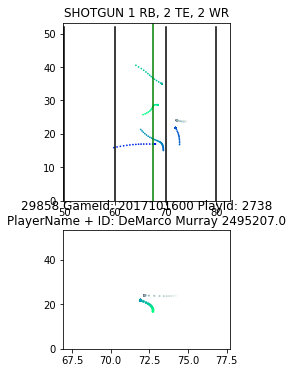 SHOTGUN 1 RB, 2 TE, 2 WR
50
40
30
20
10
0
50 60 70 80
29858 GameId: 2017101600 PlayId: 2738
PlayerName + ID: DeMarco Murray 2495207.0
40
20
0
67.5 70.0 72.5 75.0 77.5